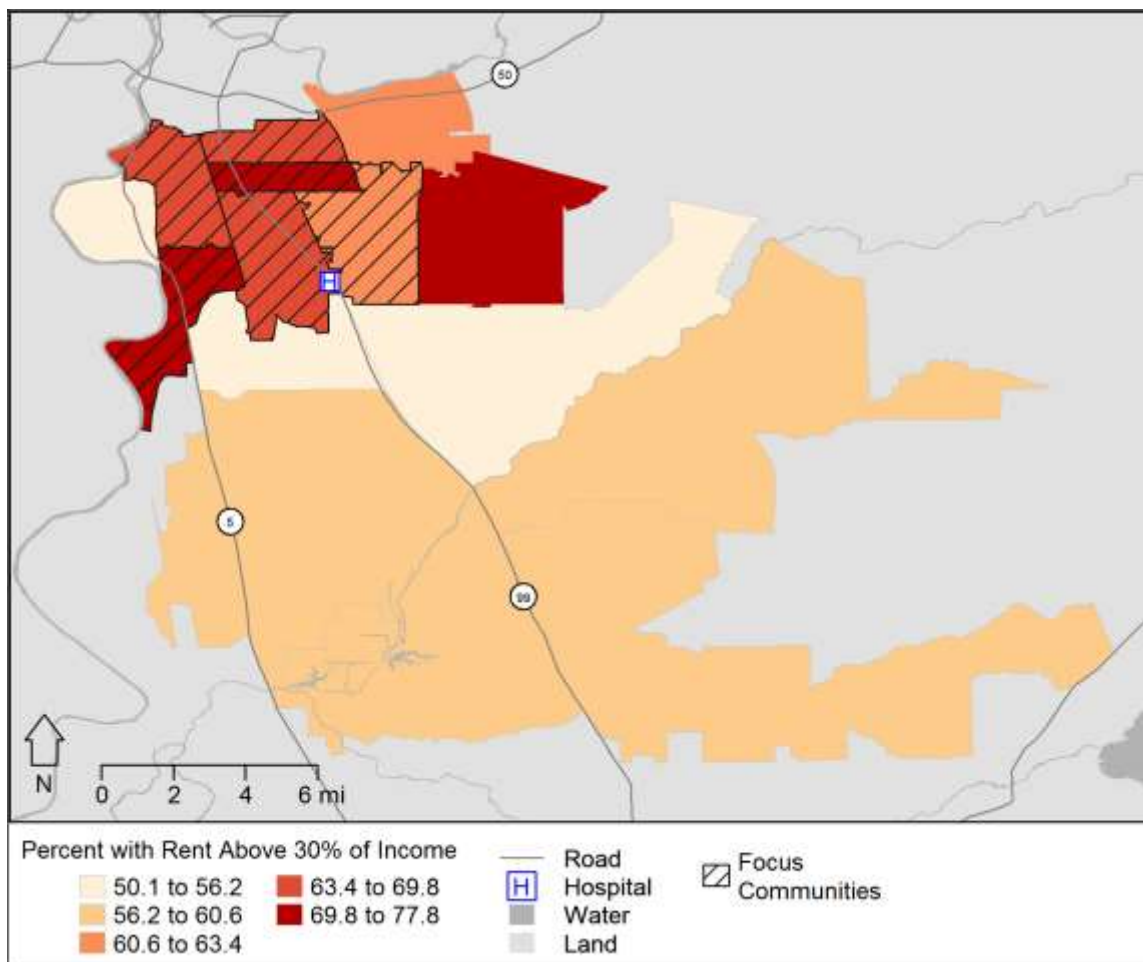 50
H
5
99
N
0 2 4 6 mi
Percent with Rent Above 30% of Income
50.1 to 56.2
56.2 to 60.6
60.6 to 63.4
63.4 to 69.8
69.8 to 77.8
Road
H Hospital
Water
Land
Focus
Communities